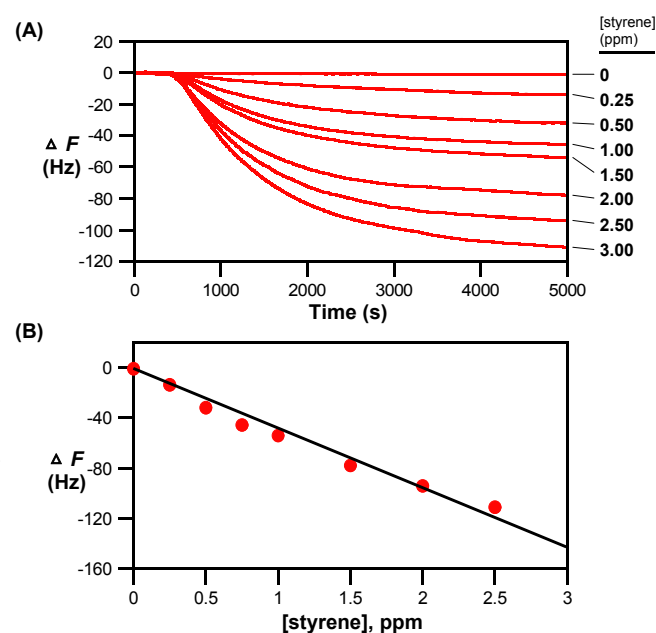 (A)
[styrene]
(ppm)
20
0
-20
-40
-60
-80
-100
-120
Δ F
(Hz)
0
0.25
0.50
1.00
1.50
2.00
2.50
3.00
0 1000 2000 3000 4000 5000
Time (s)
(B)
0
-40
-80
-120
-160
Δ F
(Hz)
0 0.5 1 1.5 2 2.5 3
[styrene], ppm